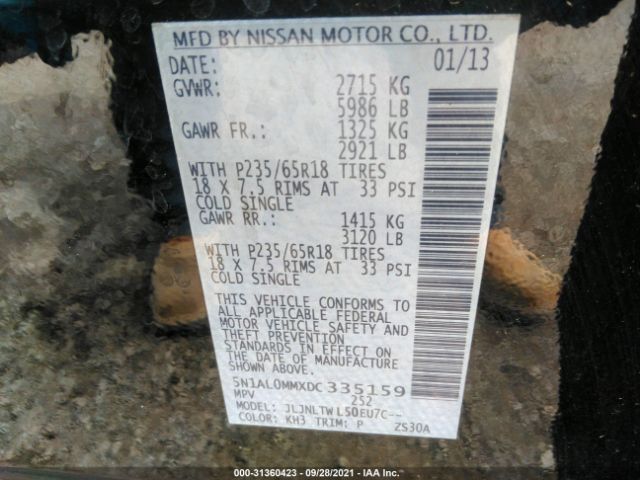 MFD BY NISSAN MOTOR CO., LTD.
DATE: 01/13
GVWR: 2715 KG
5986 LB
GAWR FR.: 1325 KG
2921 LB
WITH P235/65R18 TIRES
18 X 7.5 RIMS AT 33 PSI
COLD SINGLE
GAWR RR.: 1415 KG
3120 LB
WITH P235/65R18 TIRES
18 X 7.5 RIMS AT 33 PSI
COLD SINGLE
THIS VEHICLE CONFORMS TO
ALL APPLICABLE FEDERAL
MOTOR VEHICLE SAFETY AND
THEFT PREVENTION
STANDARDS IN EFFECT ON
THE DATE OF MANUFACTURE
SHOWN ABOVE.
5N1AL0MMXDC 335159
MPV 252
MODEL: JLJNLTWL50EU7C--
COLOR: KH3 TRIM: P ZS30A
000-31360423 - 09/28/2021 - IAA Inc.